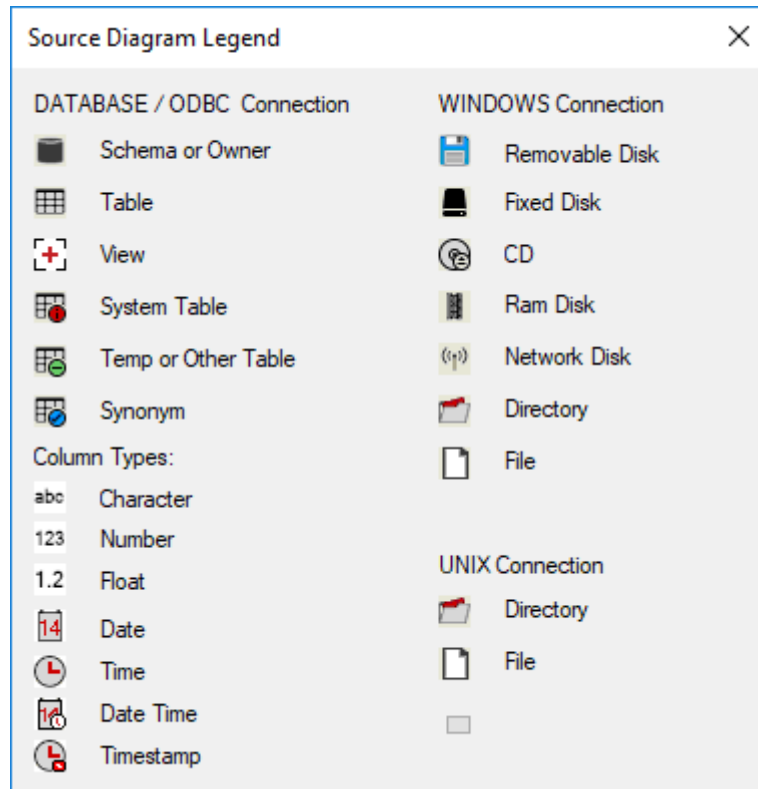 Source Diagram Legend
DATABASE / ODBC Connection
Schema or Owner
Table
View
System Table
Temp or Other Table
Synonym
Column Types:
abc Character
123 Number
1.2 Float
14 Date
Time
14 Date Time
Timestamp
WINDOWS Connection
Removable Disk
Fixed Disk
CD
Ram Disk
Network Disk
Directory
File
UNIX Connection
Directory
File